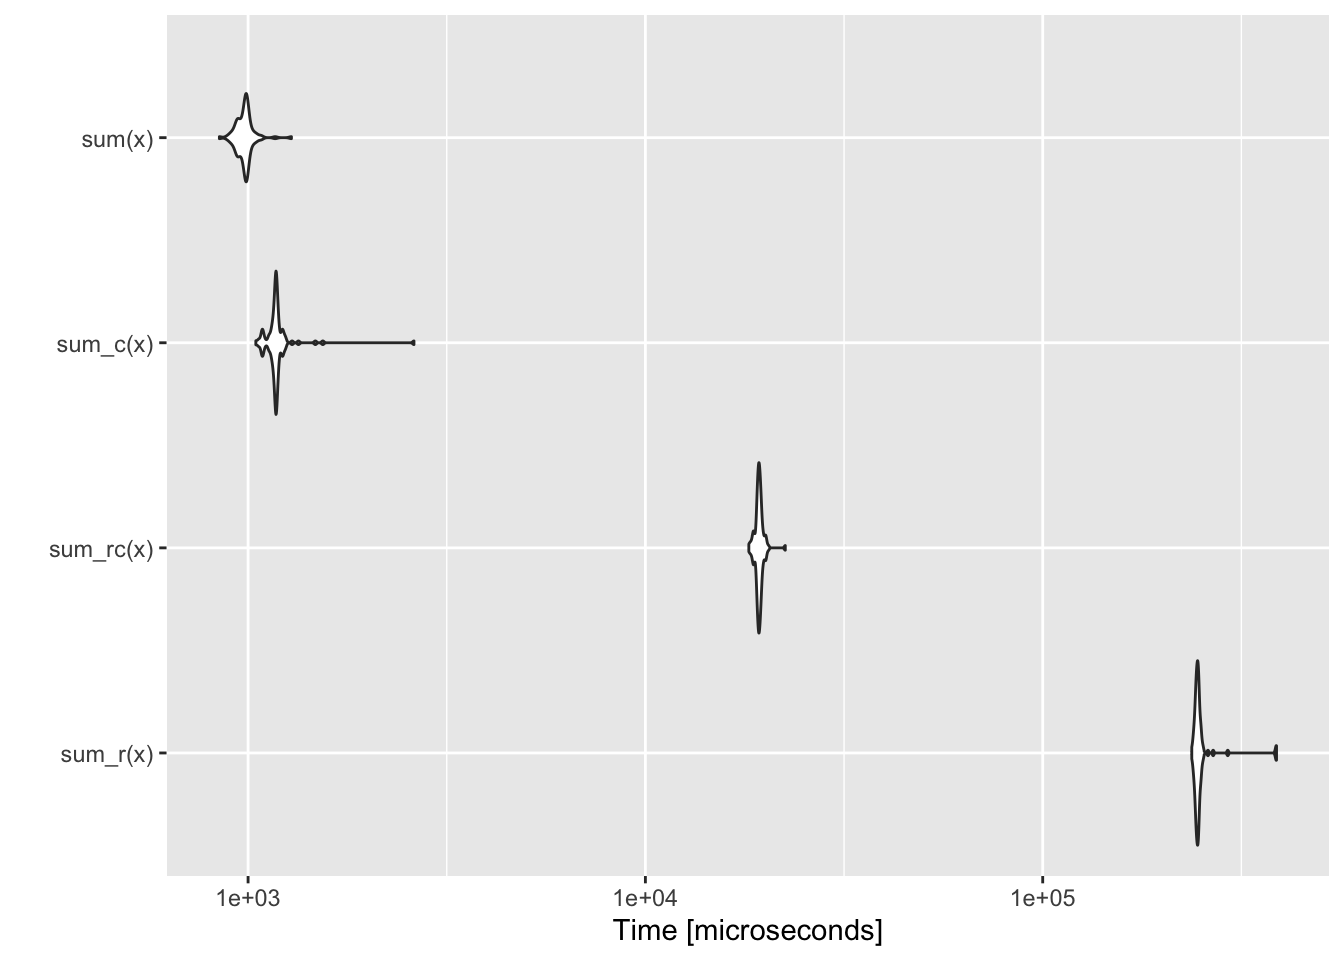 sum(x)
sum_c(x)
sum_rc(x)
sum_r(x)
1e+03 1e+04 1e+05
Time [microseconds]